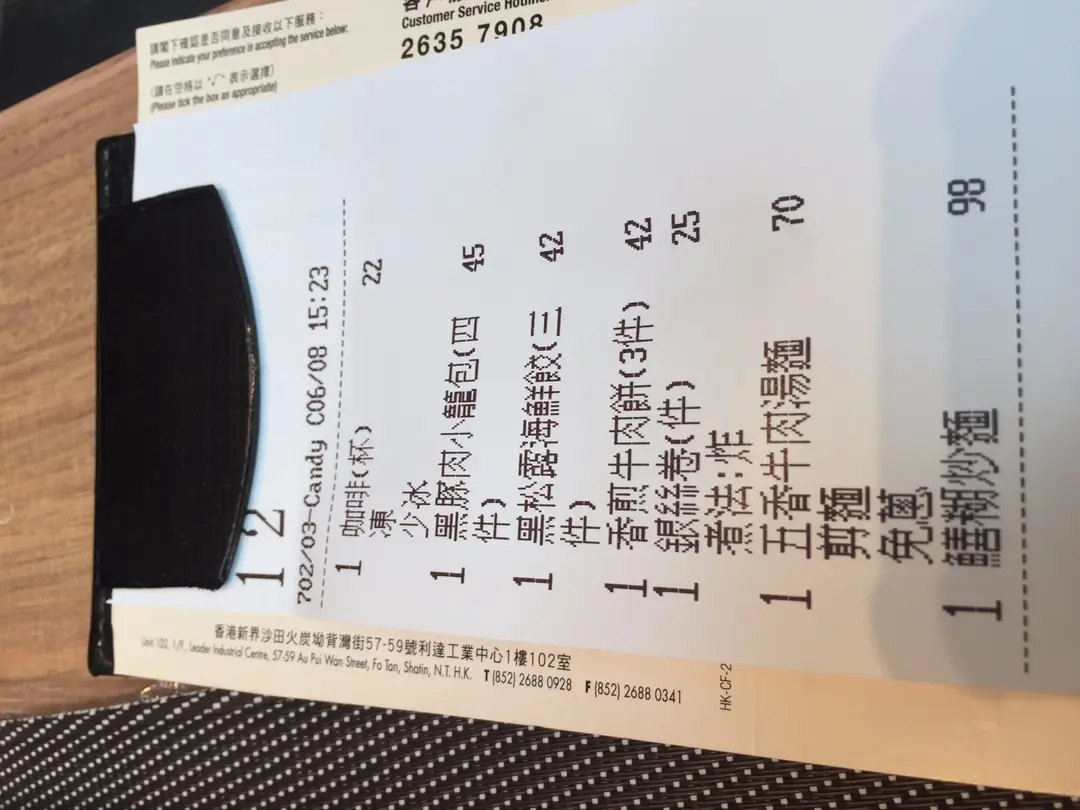 請閣下確認是否同意及接收以下服務：
Please indicate your preference in accepting the service below:
(請在空格以 "√" 表示選擇)
(Please tick the box as appropriate)
Customer Service Hotline
2635 7908
12
702/03-Candy C06/08 15:23
1 咖啡(杯) 22
凍
少冰
1 黑豚肉小籠包(四 45
件)
1 黑松露海鮮餃(三 42
件)
1 香煎牛肉餅(3件) 42
1 銀絲卷(件) 25
煮法:炸
1 五香牛肉湯麵 70
剪麵
免蔥
1 鱔糊炒麵 98
香港新界沙田火炭坳背灣街57-59號利達工業中心1樓102室
Unit 102, 1/F., Leader Industrial Centre, 57-59 Au Pui Wan Street, Fo Tan, Shatin, N.T. H.K. T (852) 2688 0928 F (852) 2688 0341
HK-CF-2